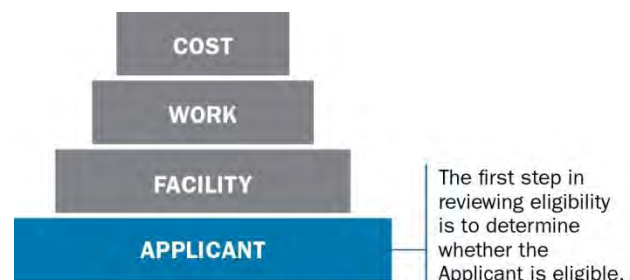 COST
WORK
FACILITY
APPLICANT
The first step in
reviewing eligibility
is to determine
whether the
Applicant is eligible.